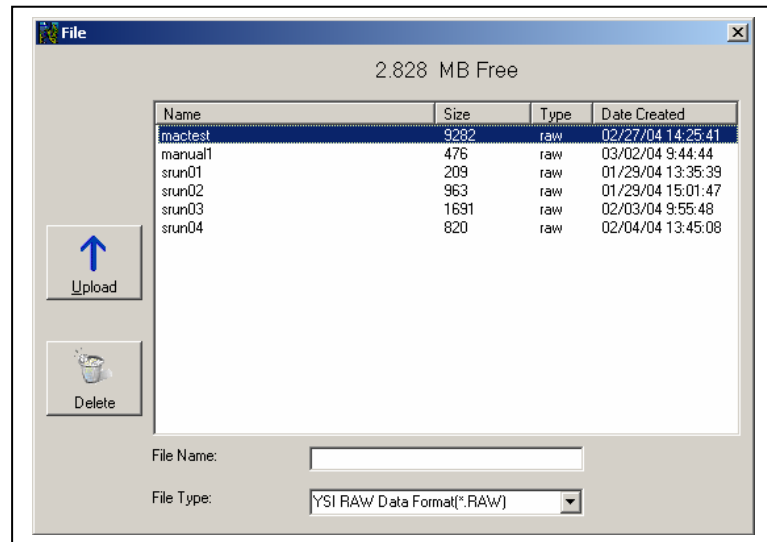 File
2.828 MB Free
Name Size Type Date Created
mactest 9282 raw 02/27/04 14:25:41
manual1 476 raw 03/02/04 9:44:44
srun01 209 raw 01/29/04 13:35:39
srun02 963 raw 01/29/04 15:01:47
srun03 1691 raw 02/03/04 9:55:48
srun04 820 raw 02/04/04 13:45:08
Upload
Delete
File Name:
File Type: YSI RAW Data Format(*.RAW)